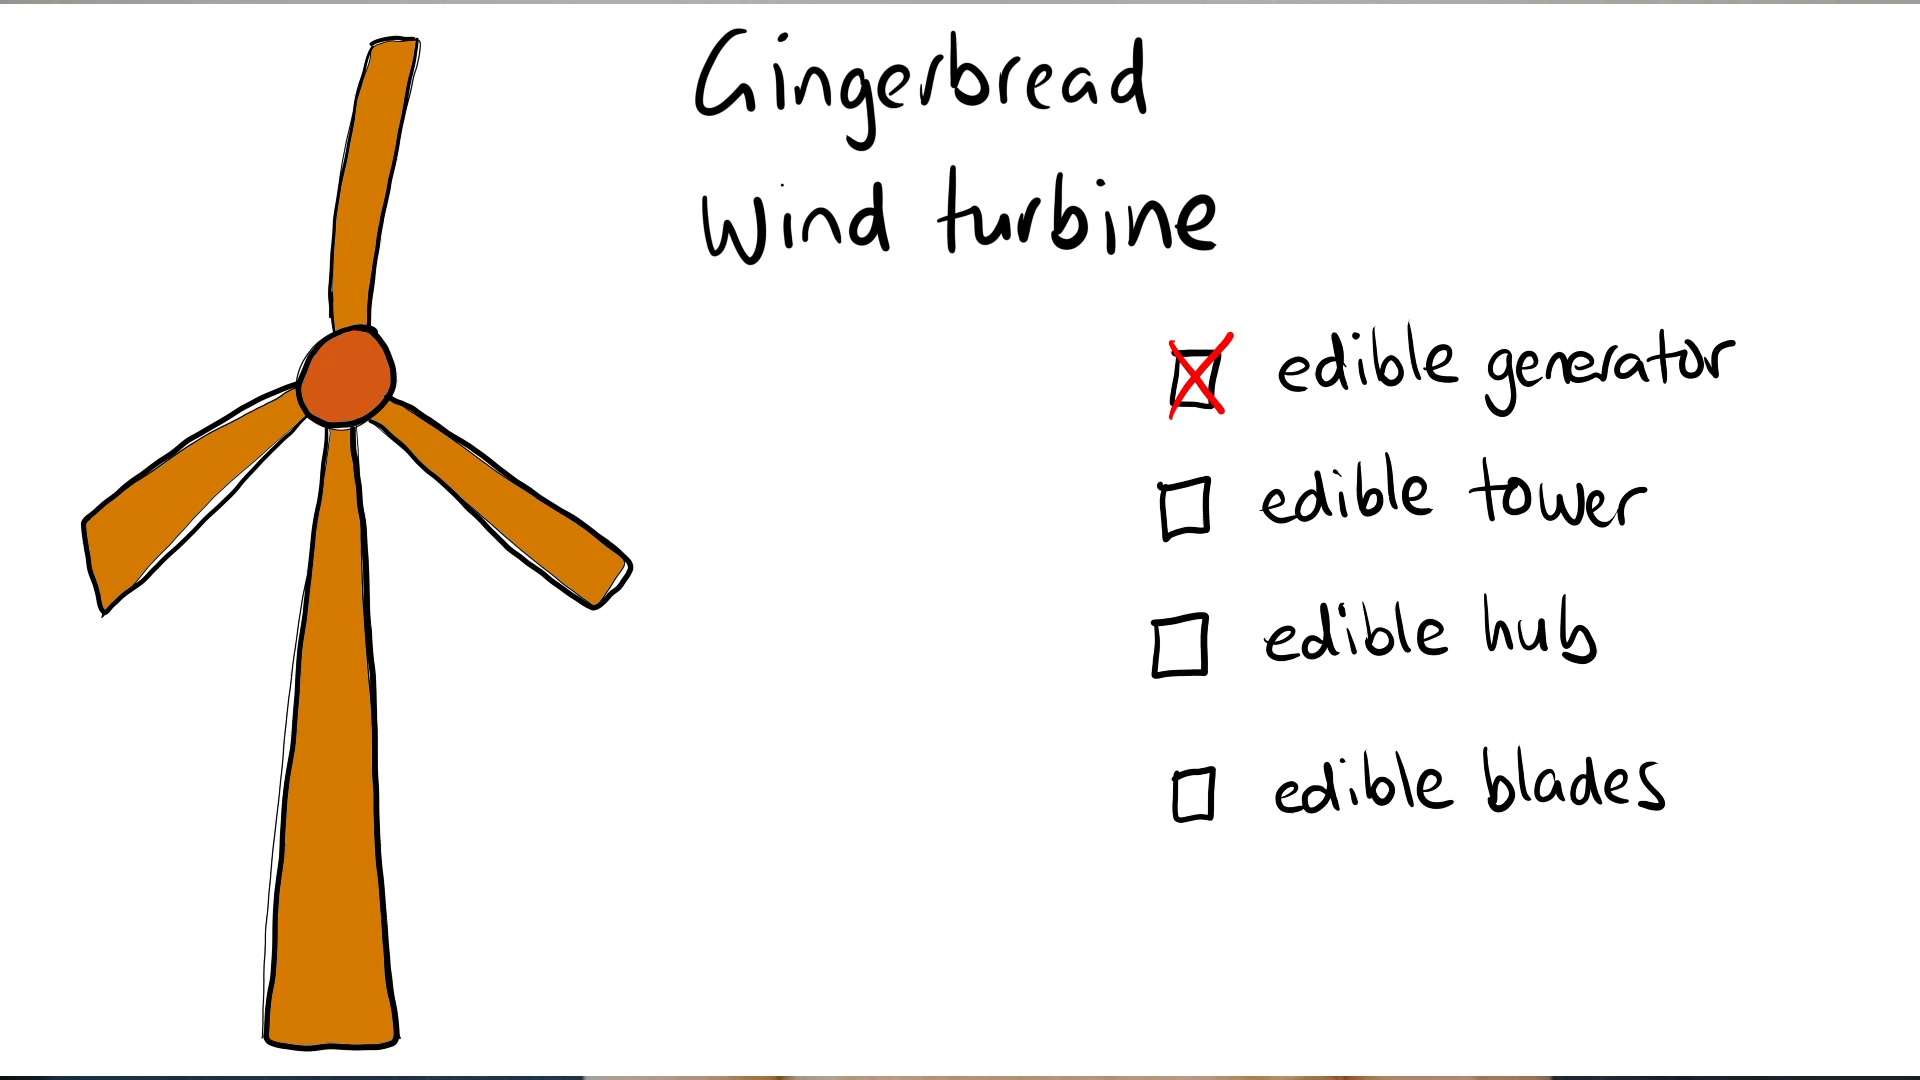 Gingerbread
Wind turbine
edible generator
edible tower
edible hub
edible blades